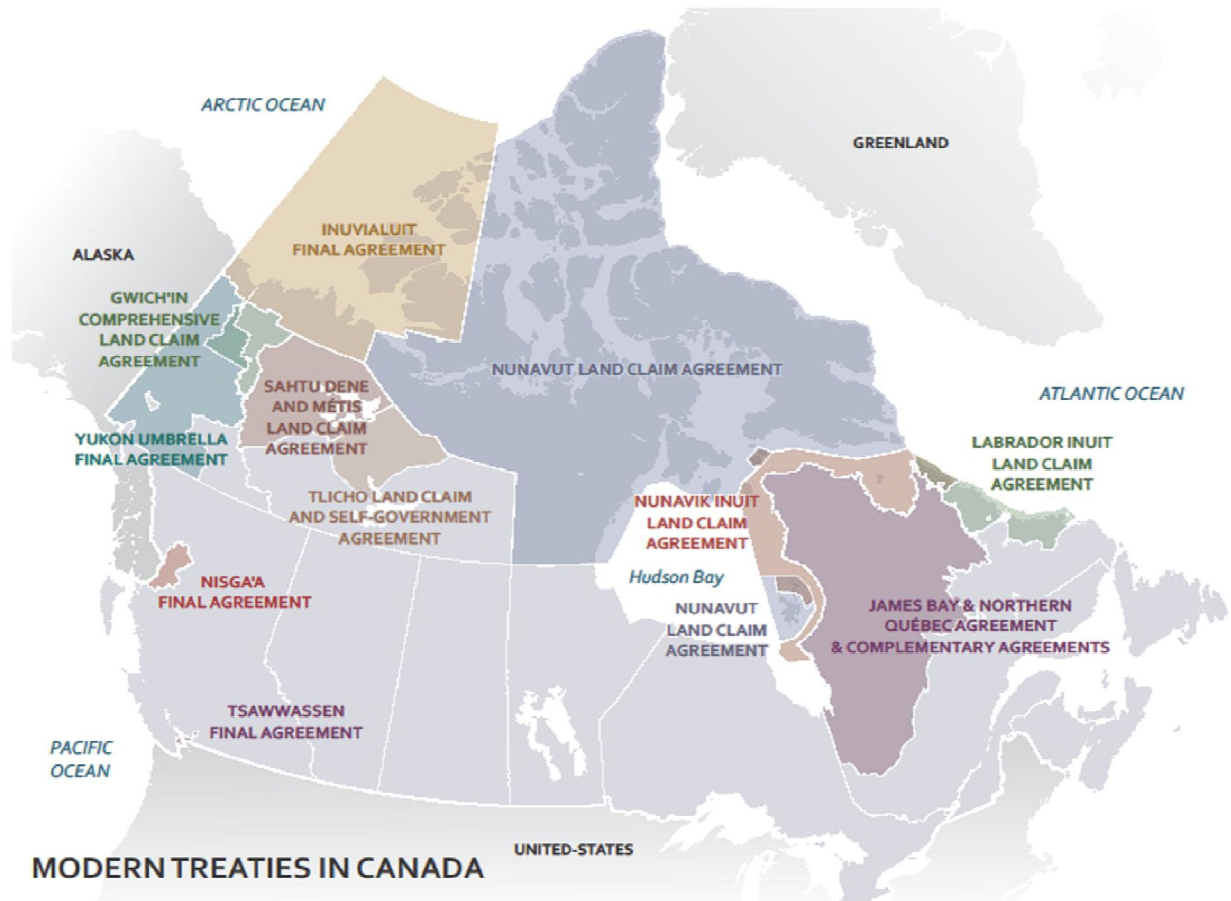 ARCTIC OCEAN
GREENLAND
INUVIALUIT
FINAL AGREEMENT
ALASKA
GWICH'IN
COMPREHENSIVE
LAND CLAIM
AGREEMENT
NUNAVUT LAND CLAIM AGREEMENT
SAHTU DENE
AND MÉTIS
LAND CLAIM
AGREEMENT
ATLANTIC OCEAN
YUKON UMBRELLA
FINAL AGREEMENT
LABRADOR INUIT
LAND CLAIM
AGREEMENT
TLICHO LAND CLAIM
AND SELF-GOVERNMENT
AGREEMENT
NUNAVIK INUIT
LAND CLAIM
AGREEMENT
Hudson Bay
NISGA'A
FINAL AGREEMENT
NUNAVUT
LAND CLAIM
AGREEMENT
JAMES BAY & NORTHERN
QUÉBEC AGREEMENT
& COMPLEMENTARY AGREEMENTS
TSAWWASSEN
FINAL AGREEMENT
PACIFIC
OCEAN
UNITED-STATES
MODERN TREATIES IN CANADA